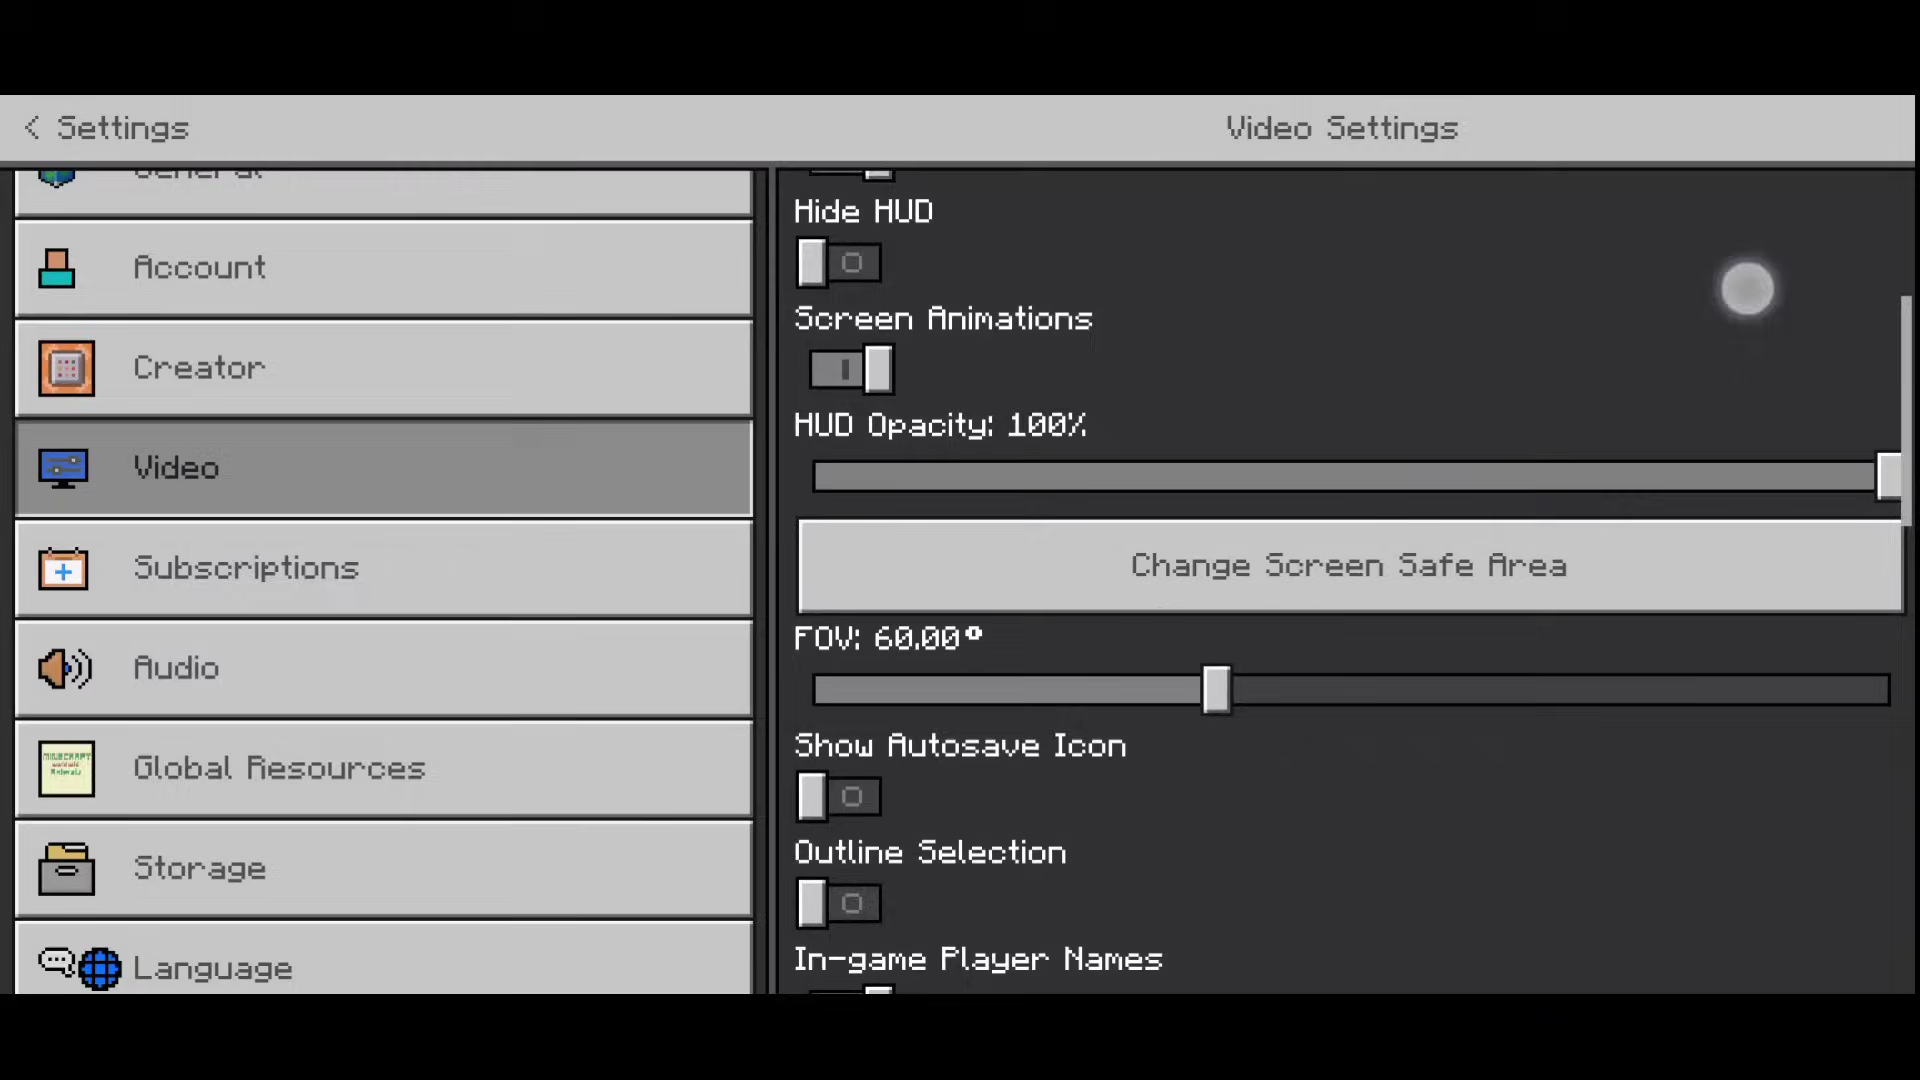 Settings
Video Settings
General
Hide HUD
Account
Screen Animations
Creator
HUD Opacity: 100%
Video
Change Screen Safe Area
Subscriptions
FOV: 60.00°
Audio
Show Autosave Icon
Global Resources
Outline Selection
Storage
In-game Player Names
Language